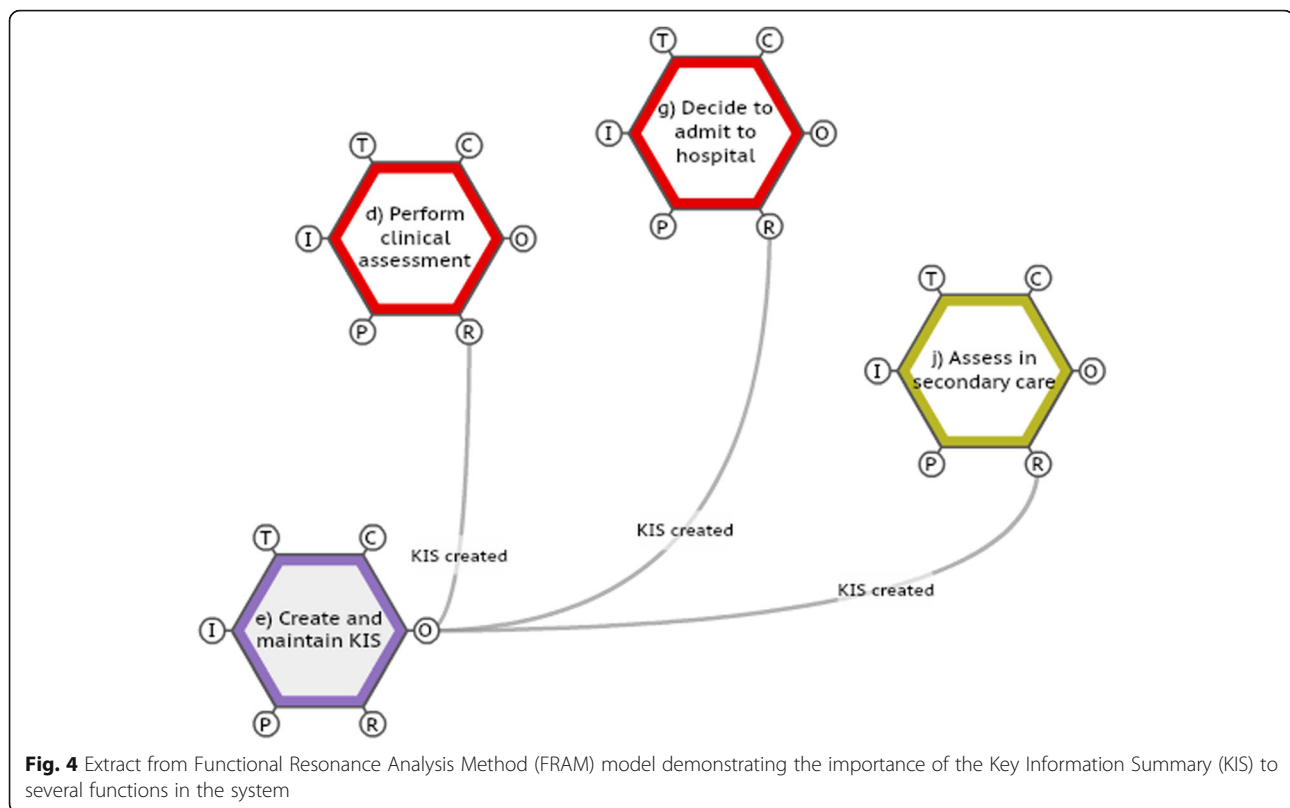 T
C
g) Decide to
admit to
hospital
I
O
P
R
T
C
d) Perform
clinical
assessment
I
O
P
R
T
C
j) Assess in
secondary care
I
O
P
R
KIS created
KIS created
KIS created
T
C
e) Create and
maintain KIS
I
O
P
R
Fig. 4 Extract from Functional Resonance Analysis Method (FRAM) model demonstrating the importance of the Key Information Summary (KIS) to
several functions in the system